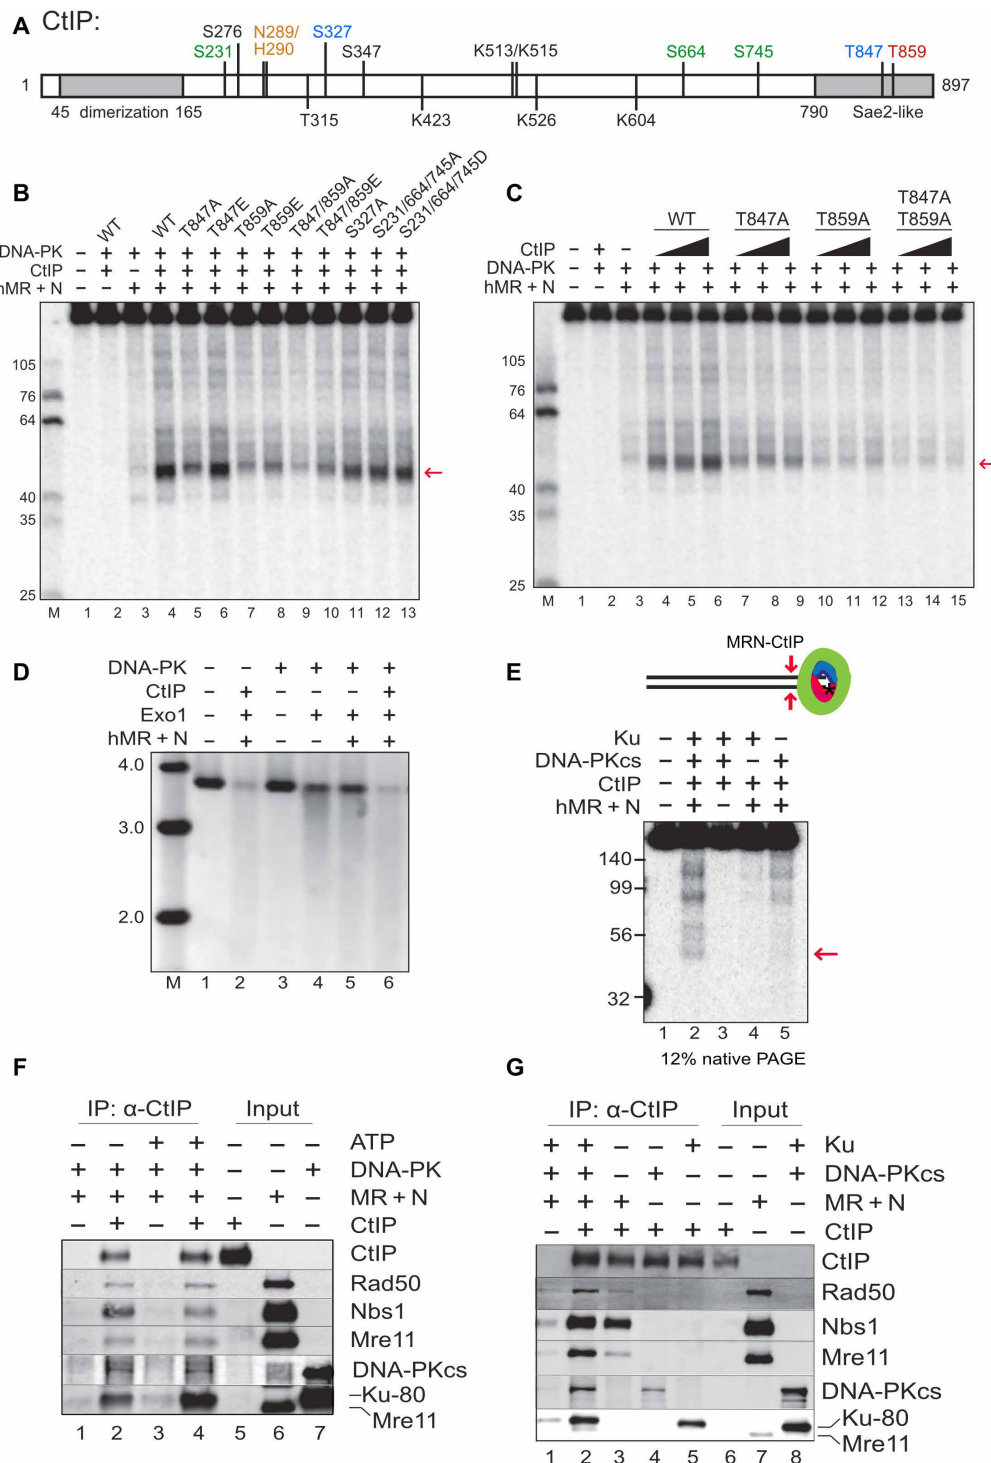 A CtIP:
S276 N289/ S327
S231 H290 S347 K513/K515 S664 S745 T847 T859
1 897
45 dimerization 165 790 Sae2-like
T315 K423 K526 K604
B
WT WT T847A T847E T859A T859E T847/859A T847/859E S327A S231/664/745A S231/664/745D
DNA-PK – + + + + + + + + + + + +
CtIP – + – + + + + + + + + + +
hMR + N – – + + + + + + + + + + +
105
76
64
40
35
25
M 1 2 3 4 5 6 7 8 9 10 11 12 13
C
T847A
WT T847A T859A T859A
CtIP – + –
DNA-PK – + + + + + + + + + + + + + +
hMR + N – – + + + + + + + + + + + + +
105
76
64
40
35
25
M 1 2 3 4 5 6 7 8 9 10 11 12 13 14 15
D
DNA-PK – – + + + +
CtIP – + – – – +
Exo1 – + – + + +
hMR + N – + – – + +
4.0
3.0
2.0
M 1 2 3 4 5 6
E
MRN-CtIP
*
Ku – + + + –
DNA-PKcs – + + – +
CtIP – + + + +
hMR + N – + – + +
140
99
56
32
1 2 3 4 5
12% native PAGE
F
IP: α-CtIP Input
– – + + – – – ATP
+ + + + – – + DNA-PK
+ + + + – + – MR + N
– + – + + – – CtIP
CtIP
Rad50
Nbs1
Mre11
DNA-PKcs
Ku-80
Mre11
1 2 3 4 5 6 7
G
IP: α-CtIP Input
+ + – – + – – + Ku
+ + – + – – – + DNA-PKcs
+ + + – – – + – MR + N
– + + + + + – – CtIP
CtIP
Rad50
Nbs1
Mre11
DNA-PKcs
Ku-80
Mre11
1 2 3 4 5 6 7 8